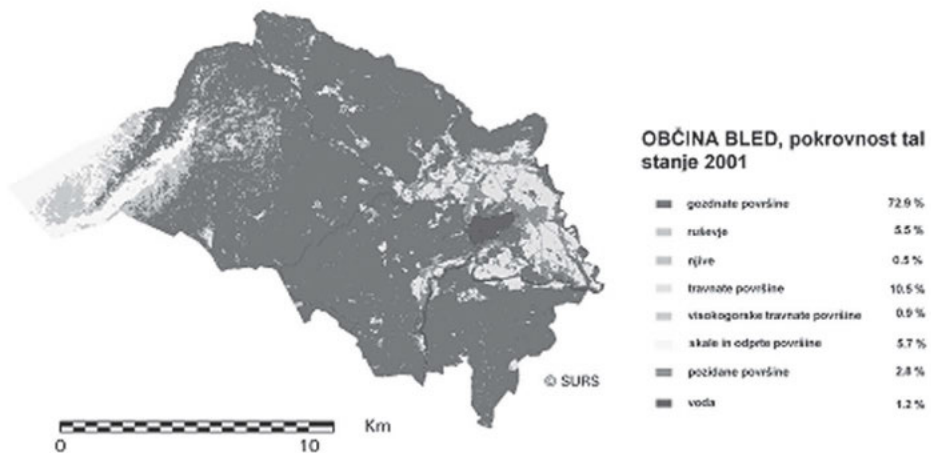 OBČINA BLED, pokrovnost tal
stanje 2001
gozdnate površine 72.9 %
ruševje 5.5 %
njive 0.5 %
travnate površine 10.5 %
visokogorske travnate površine 0.9 %
skale in odprte površine 5.7 %
pozidane površine 2.8 %
voda 1.2 %
© SURS
Km
0 10